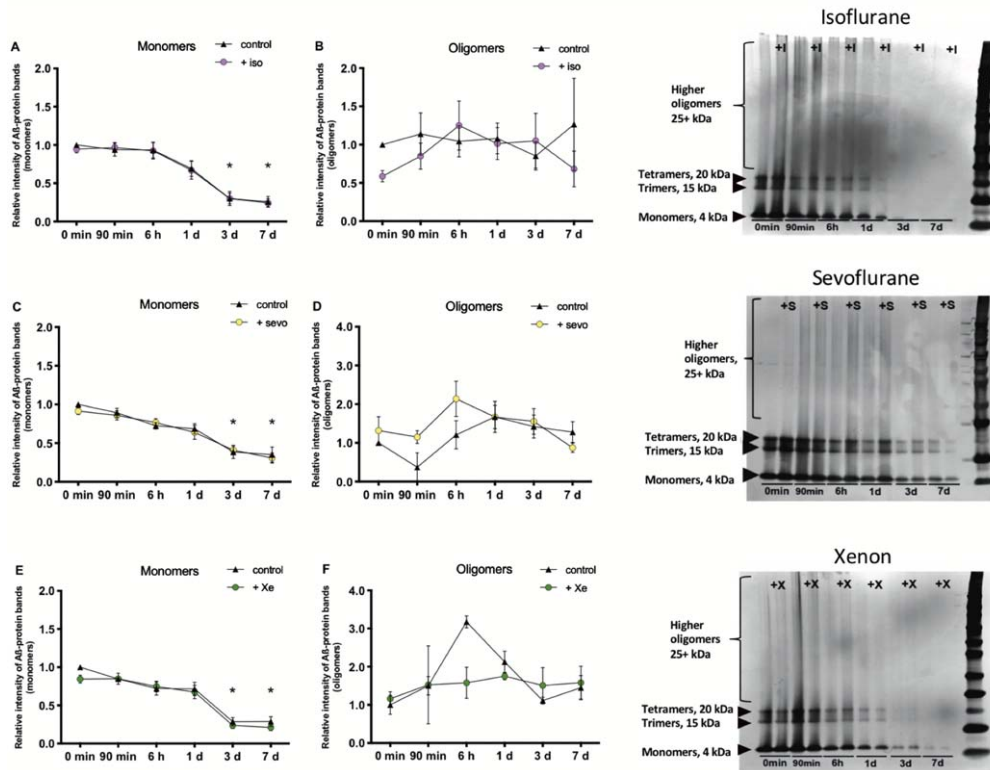 A
Monomers
control
+ iso
Relative intensity of Aß-protein bands
(monomers)
2.0
1.5
1.0
0.5
0.0
0 min 90 min 6 h 1 d 3 d 7 d
* *
B
Oligomers
control
+ iso
Relative intensity of Aß-protein bands
(oligomers)
2.0
1.5
1.0
0.5
0.0
0 min 90 min 6 h 1 d 3 d 7 d
Isoflurane
+I +I +I +I +I +I
Higher
oligomers
25+ kDa
Tetramers, 20 kDa
Trimers, 15 kDa
Monomers, 4 kDa
0min 90min 6h 1d 3d 7d
C
Monomers
control
+ sevo
Relative intensity of Aß-protein bands
(monomers)
2.0
1.5
1.0
0.5
0.0
0 min 90 min 6 h 1 d 3 d 7 d
* *
D
Oligomers
control
+ sevo
Relative intensity of Aß-protein bands
(oligomers)
4.0
3.0
2.0
1.0
0.0
0 min 90 min 6 h 1 d 3 d 7 d
Sevoflurane
+S +S +S +S +S +S
Higher
oligomers,
25+ kDa
Tetramers, 20 kDa
Trimers, 15 kDa
Monomers, 4 kDa
0min 90min 6h 1d 3d 7d
E
Monomers
control
+ Xe
Relative intensity of Aß-protein bands
(monomers)
2.0
1.5
1.0
0.5
0.0
0 min 90 min 6 h 1 d 3 d 7 d
* *
F
Oligomers
control
+ Xe
Relative intensity of Aß-protein bands
(oligomers)
4.0
3.0
2.0
1.0
0.0
0 min 90 min 6 h 1 d 3 d 7 d
Xenon
+X +X +X +X +X +X
Higher
oligomers
25+ kDa
Tetramers, 20 kDa
Trimers, 15 kDa
Monomers, 4 kDa
0min 90min 6h 1d 3d 7d